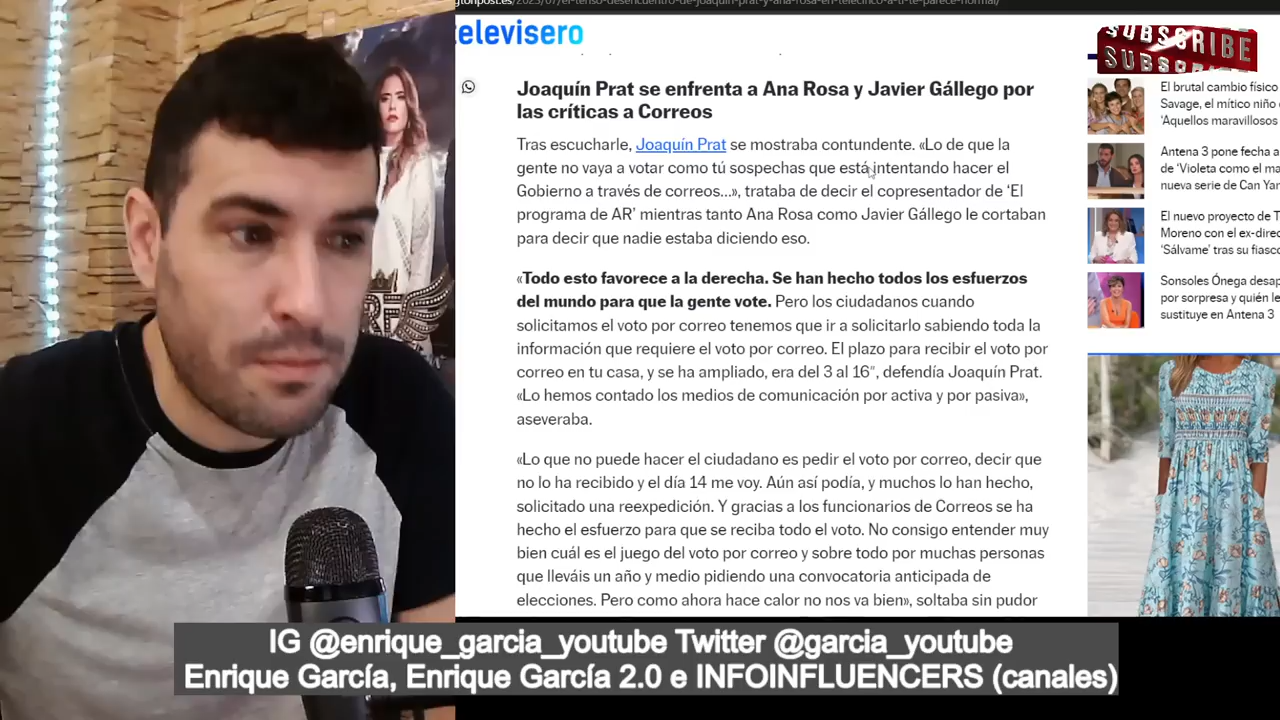 elevisero
SUBSCRIBE
SUBSC
Joaquín Prat se enfrenta a Ana Rosa y Javier Gállego por
las críticas a Correos
Tras escucharle, Joaquín Prat se mostraba contundente. «Lo de que la
gente no vaya a votar como tú sospechas que está intentando hacer el
Gobierno a través de correos...», trataba de decir el copresentador de ‘El
programa de AR’ mientras tanto Ana Rosa como Javier Gállego le cortaban
para decir que nadie estaba diciendo eso.
«Todo esto favorece a la derecha. Se han hecho todos los esfuerzos
del mundo para que la gente vote. Pero los ciudadanos cuando
solicitamos el voto por correo tenemos que ir a solicitarlo sabiendo toda la
información que requiere el voto por correo. El plazo para recibir el voto por
correo en tu casa, y se ha ampliado, era del 3 al 16″, defendía Joaquín Prat.
«Lo hemos contado los medios de comunicación por activa y por pasiva»,
aseveraba.
«Lo que no puede hacer el ciudadano es pedir el voto por correo, decir que
no lo ha recibido y el día 14 me voy. Aún así podía, y muchos lo han hecho,
solicitado una reexpedición. Y gracias a los funcionarios de Correos se ha
hecho el esfuerzo para que se reciba todo el voto. No consigo entender muy
bien cuál es el juego del voto por correo y sobre todo por muchas personas
que lleváis un año y medio pidiendo una convocatoria anticipada de
elecciones. Pero como ahora hace calor no nos va bien», soltaba sin pudor
El brutal cambio físico
Savage, el mítico niño
‘Aquellos maravillosos
Antena 3 pone fecha a
de ‘Violeta como el ma
nueva serie de Can Yam
El nuevo proyecto de T
Moreno con el ex-direc
‘Sálvame’ tras su fiasco
Sonsoles Ónega desap
por sorpresa y quién le
sustituye en Antena 3
IG @enrique_garcia_youtube Twitter @garcia_youtube
Enrique García, Enrique García 2.0 e INFOINFLUENCERS (canales)